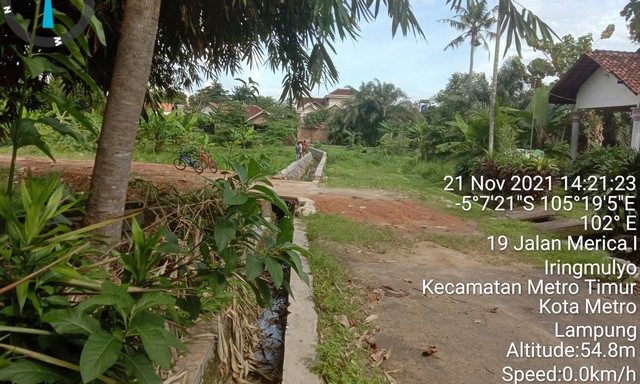 21 Nov 2021 14:21:23
-5°7'21"S 105°19'5"E
102° E
19 Jalan Merica I
Iringmulyo
Kecamatan Metro Timur
Kota Metro
Lampung
Altitude:54.8m
Speed:0.0km/h